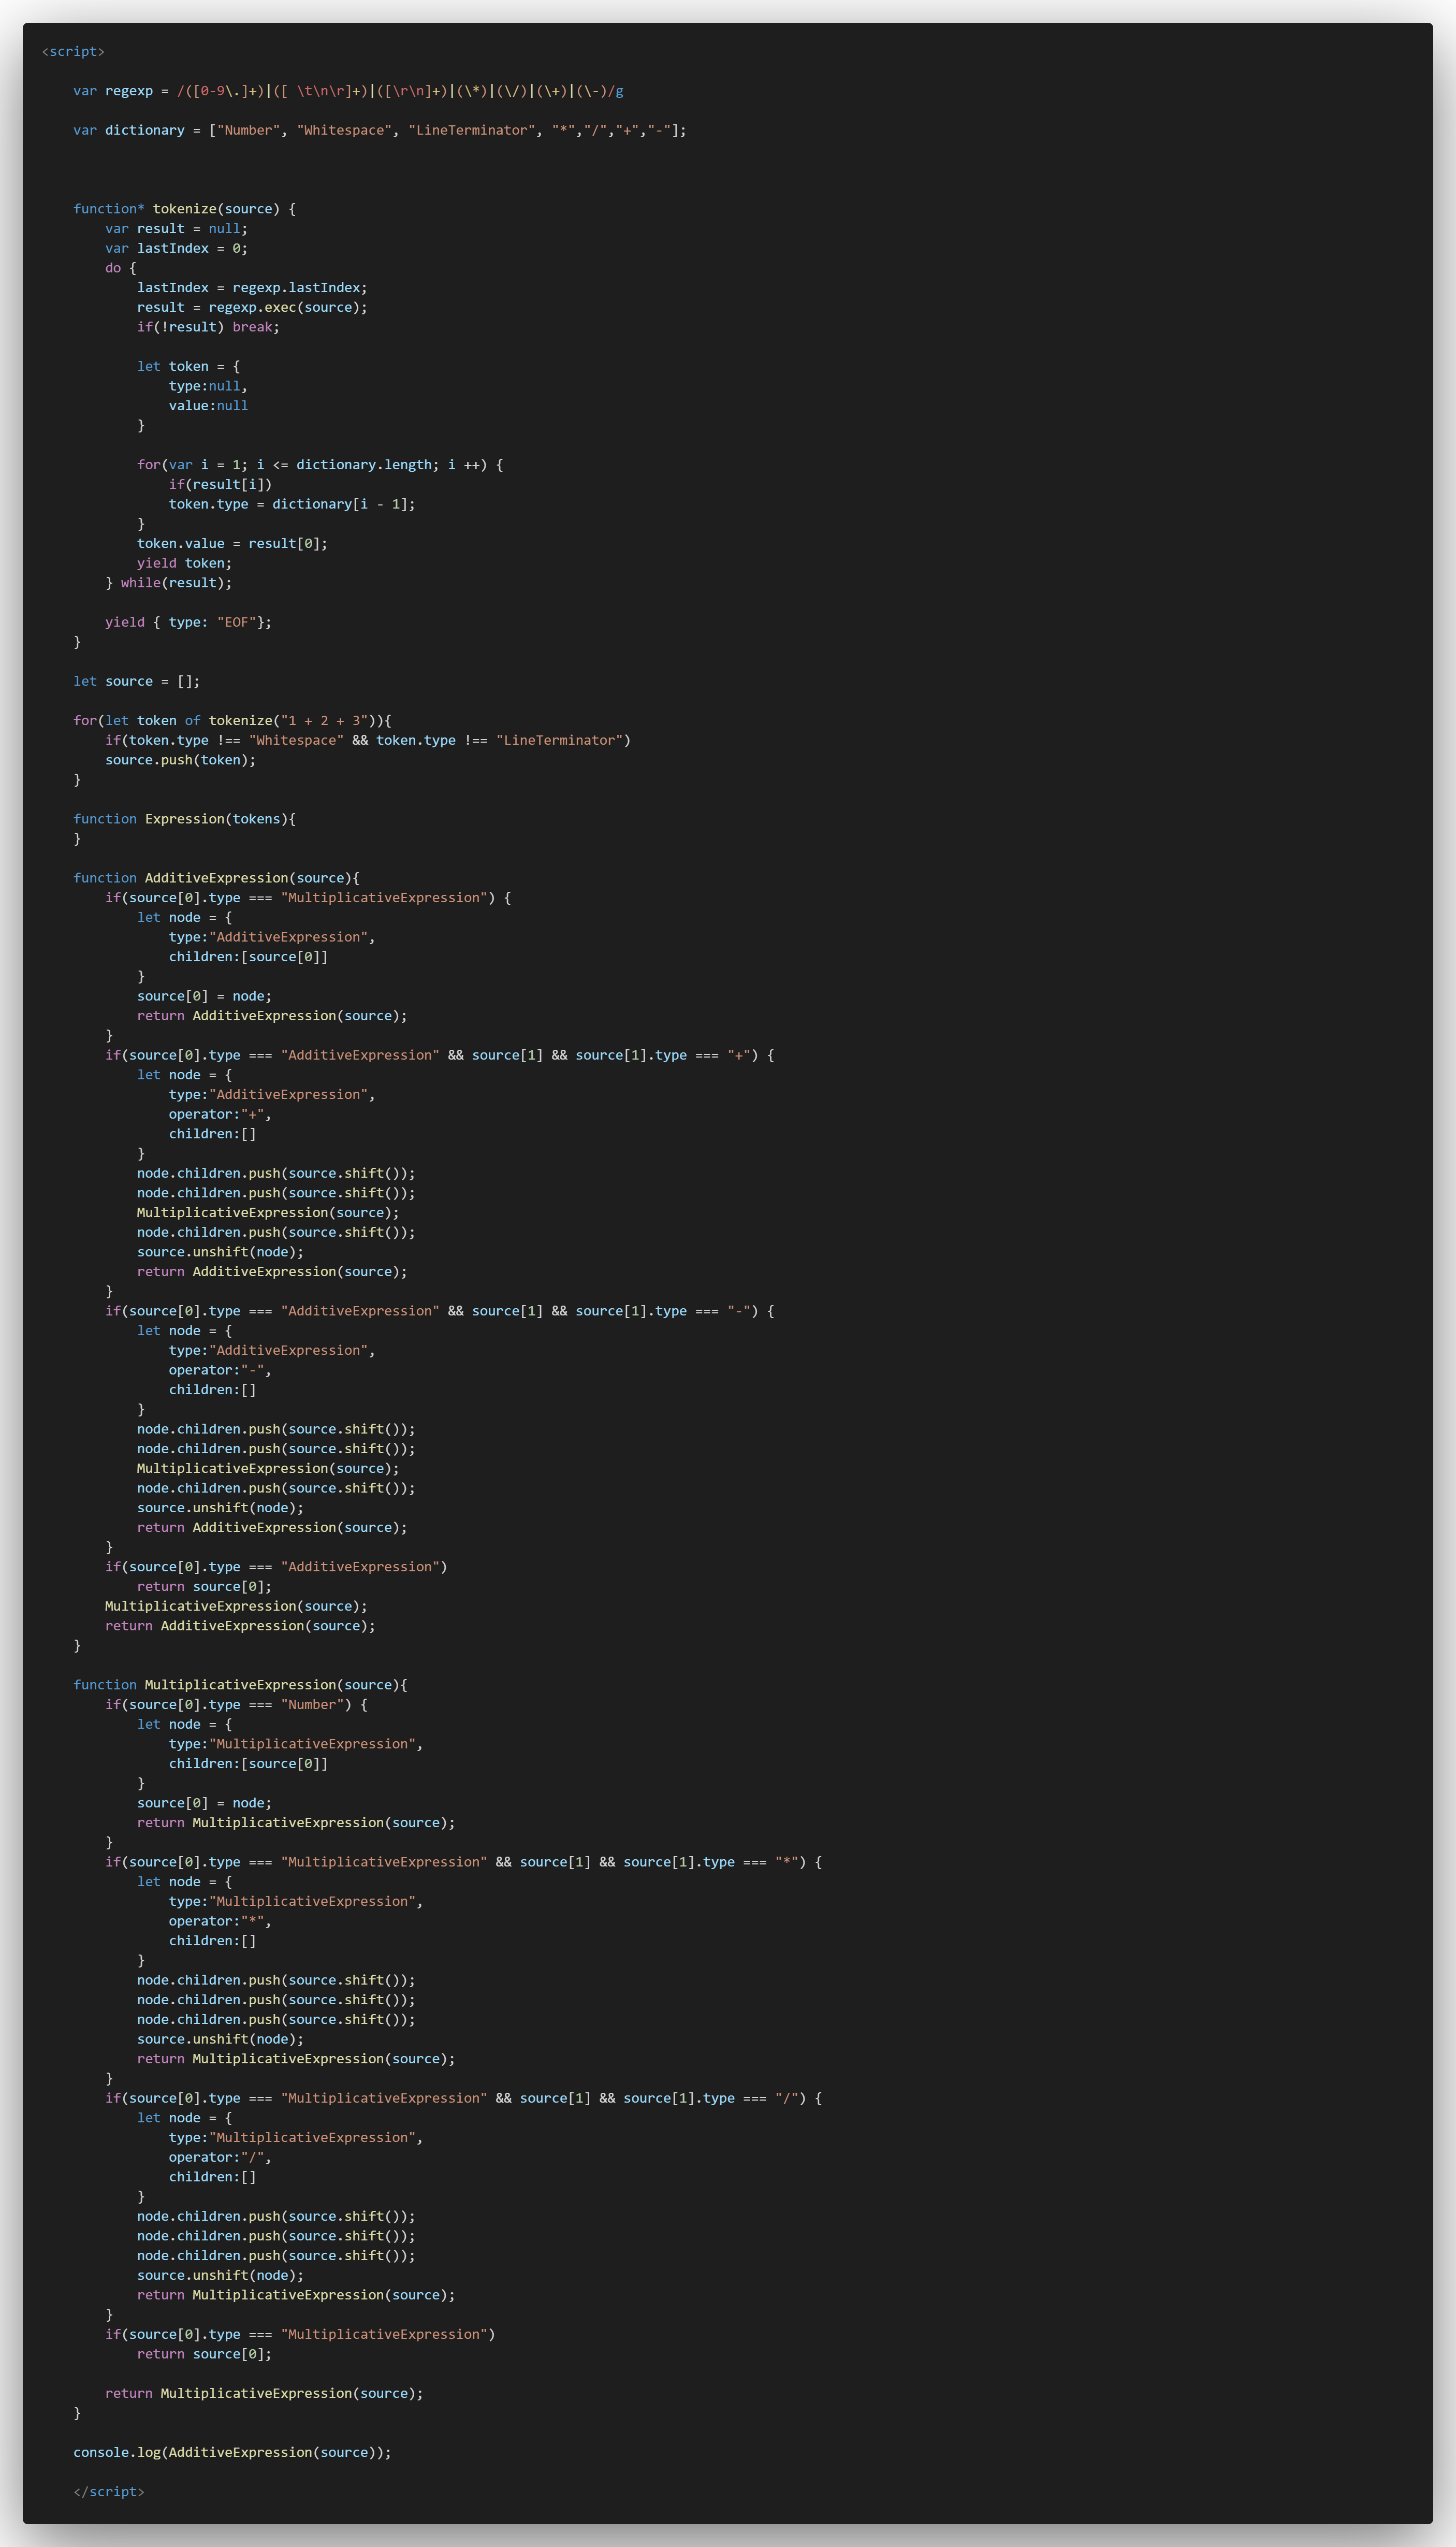 <script>
var regexp = /([0-9\.]+)|([ \t\n\r]+)|([\r\n]+)|(\*)|(\/)|(\+)|(\-)/g
var dictionary = ["Number", "Whitespace", "LineTerminator", "*","/","+","-"];
function* tokenize(source) {
var result = null;
var lastIndex = 0;
do {
lastIndex = regexp.lastIndex;
result = regexp.exec(source);
if(!result) break;
let token = {
type:null,
value:null
}
for(var i = 1; i <= dictionary.length; i ++) {
if(result[i])
token.type = dictionary[i - 1];
}
token.value = result[0];
yield token;
} while(result);
yield { type: "EOF"};
}
let source = [];
for(let token of tokenize("1 + 2 + 3")){
if(token.type !== "Whitespace" && token.type !== "LineTerminator")
source.push(token);
}
function Expression(tokens){
}
function AdditiveExpression(source){
if(source[0].type === "MultiplicativeExpression") {
let node = {
type:"AdditiveExpression",
children:[source[0]]
}
source[0] = node;
return AdditiveExpression(source);
}
if(source[0].type === "AdditiveExpression" && source[1] && source[1].type === "+") {
let node = {
type:"AdditiveExpression",
operator:"+",
children:[]
}
node.children.push(source.shift());
node.children.push(source.shift());
MultiplicativeExpression(source);
node.children.push(source.shift());
source.unshift(node);
return AdditiveExpression(source);
}
if(source[0].type === "AdditiveExpression" && source[1] && source[1].type === "-") {
let node = {
type:"AdditiveExpression",
operator:"-",
children:[]
}
node.children.push(source.shift());
node.children.push(source.shift());
MultiplicativeExpression(source);
node.children.push(source.shift());
source.unshift(node);
return AdditiveExpression(source);
}
if(source[0].type === "AdditiveExpression")
return source[0];
MultiplicativeExpression(source);
return AdditiveExpression(source);
}
function MultiplicativeExpression(source){
if(source[0].type === "Number") {
let node = {
type:"MultiplicativeExpression",
children:[source[0]]
}
source[0] = node;
return MultiplicativeExpression(source);
}
if(source[0].type === "MultiplicativeExpression" && source[1] && source[1].type === "*") {
let node = {
type:"MultiplicativeExpression",
operator:"*",
children:[]
}
node.children.push(source.shift());
node.children.push(source.shift());
node.children.push(source.shift());
source.unshift(node);
return MultiplicativeExpression(source);
}
if(source[0].type === "MultiplicativeExpression" && source[1] && source[1].type === "/") {
let node = {
type:"MultiplicativeExpression",
operator:"/",
children:[]
}
node.children.push(source.shift());
node.children.push(source.shift());
node.children.push(source.shift());
source.unshift(node);
return MultiplicativeExpression(source);
}
if(source[0].type === "MultiplicativeExpression")
return source[0];
return MultiplicativeExpression(source);
}
console.log(AdditiveExpression(source));
</script>